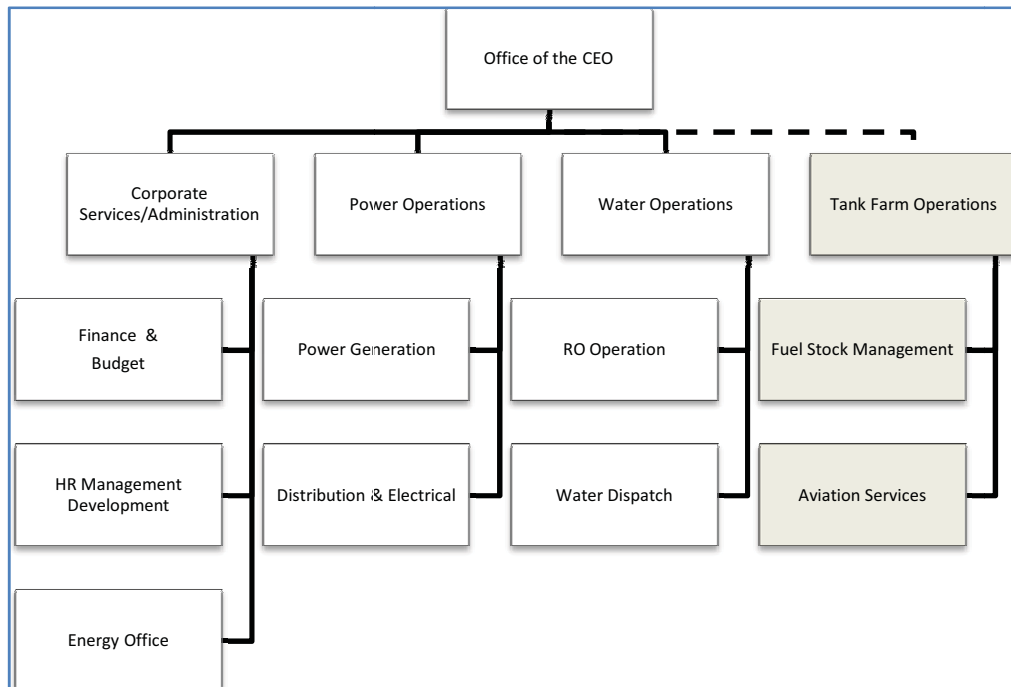 Office of the CEO
Corporate
Services/Administration
Power Operations
Water Operations
Tank Farm Operations
Finance &
Budget
Power Generation
RO Operation
Fuel Stock Management
HR Management
Development
Distribution & Electrical
Water Dispatch
Aviation Services
Energy Office